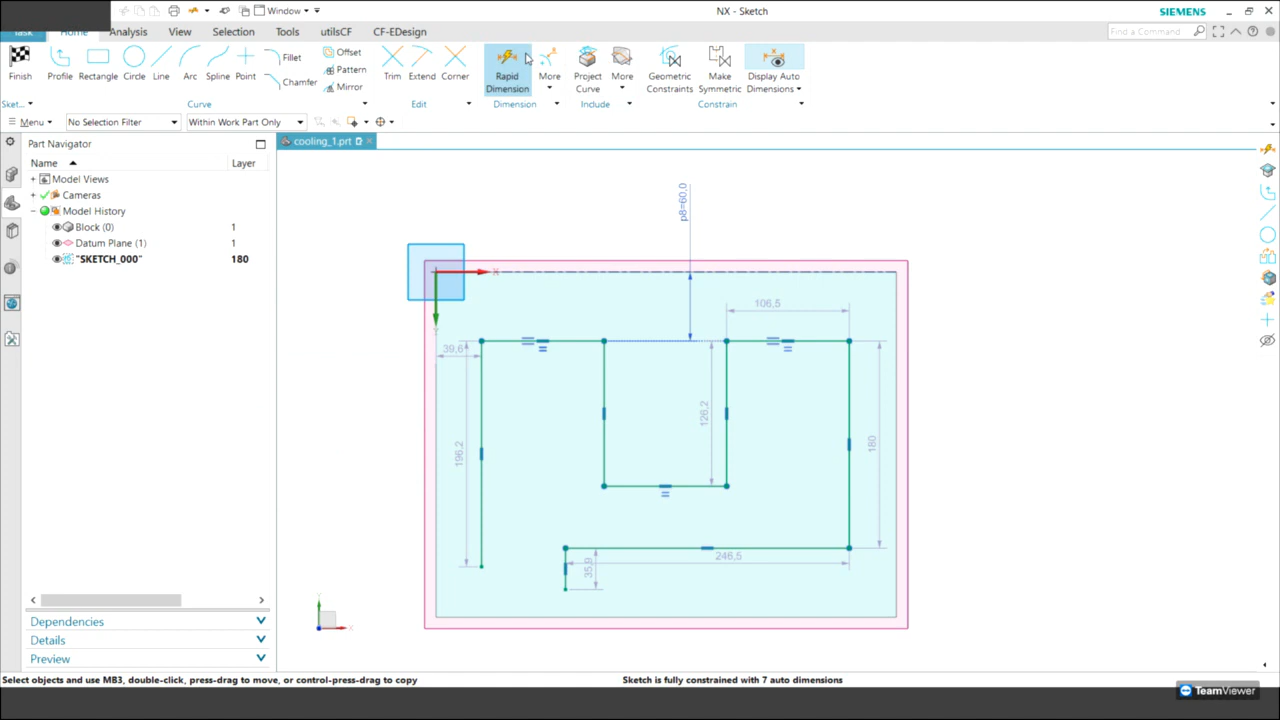 Window
NX - Sketch
SIEMENS
Task
Home
Analysis
View
Selection
Tools
utilsCF
CF-EDesign
Find a Command
Finish
Profile
Rectangle
Circle
Line
Arc
Spline
Point
Fillet
Chamfer
Offset
Pattern
Mirror
Trim
Extend
Corner
Rapid
Dimension
More
Project
Curve
More
Geometric
Constraints
Make
Symmetric
Display Auto
Dimensions
Sket...
Curve
Edit
Dimension
Include
Constrain
Menu
No Selection Filter
Within Work Part Only
Part Navigator
cooling_1.prt
Name
Layer
Model Views
Cameras
Model History
Block (0)
1
Datum Plane (1)
1
"SKETCH_000"
180
p8=60,0
X
Y
106,5
39,6
126,2
196,2
180
246,5
35,9
Y
X
Dependencies
Details
Preview
Select objects and use MB3, double-click, press-drag to move, or control-press-drag to copy
Sketch is fully constrained with 7 auto dimensions
TeamViewer